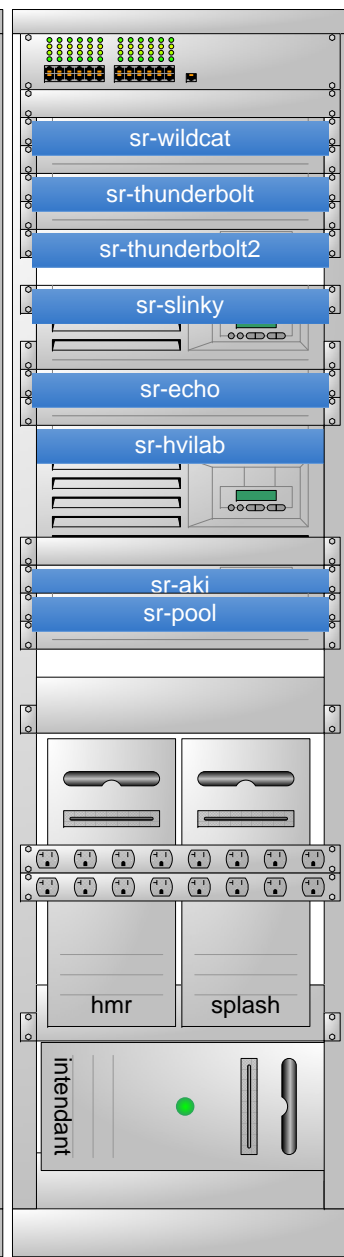 sr-wildcat
sr-thunderbolt
sr-thunderbolt2
sr-slinky
sr-echo
sr-hvilab
sr-aki
sr-pool
hmr
splash
intendant